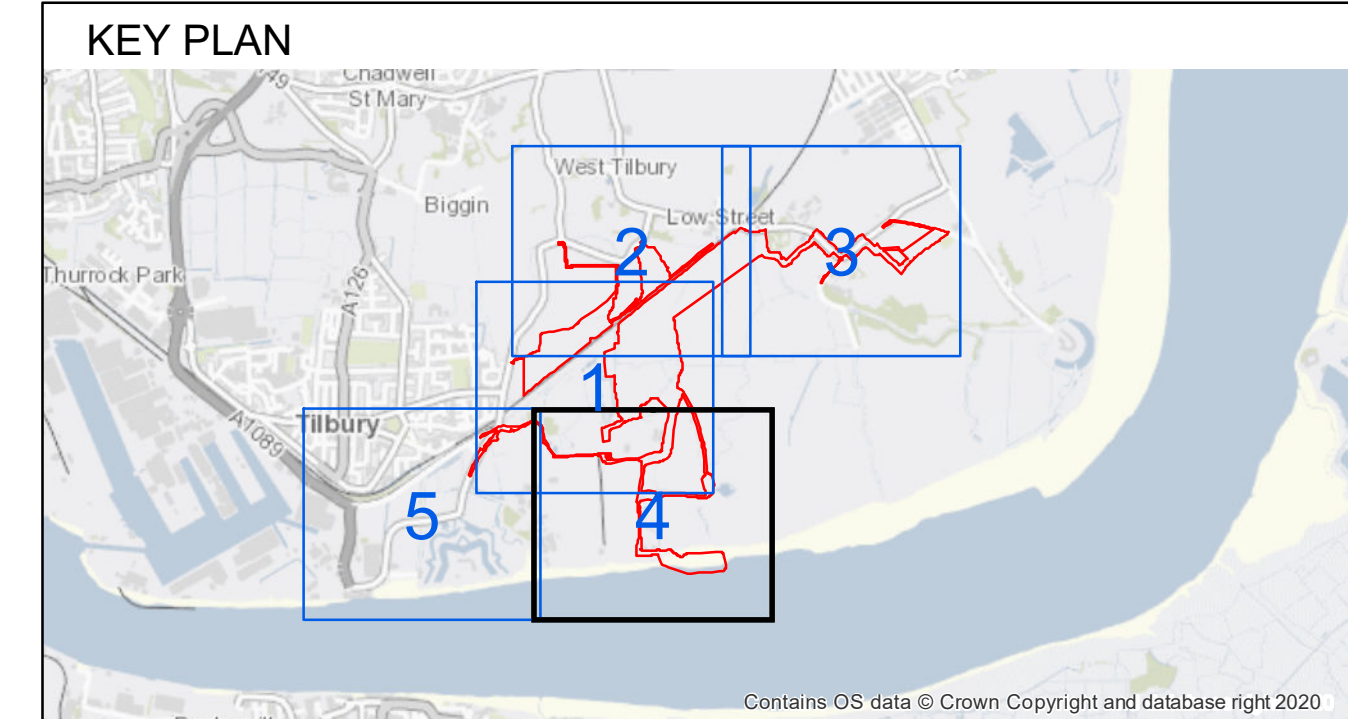 KEY PLAN
Chadwell
St Mary
West Tilbury
Biggin
Low Street
2
3
Thurrock Park
A126
1
Tilbury
A1089
5
4
Contains OS data © Crown Copyright and database right 2020